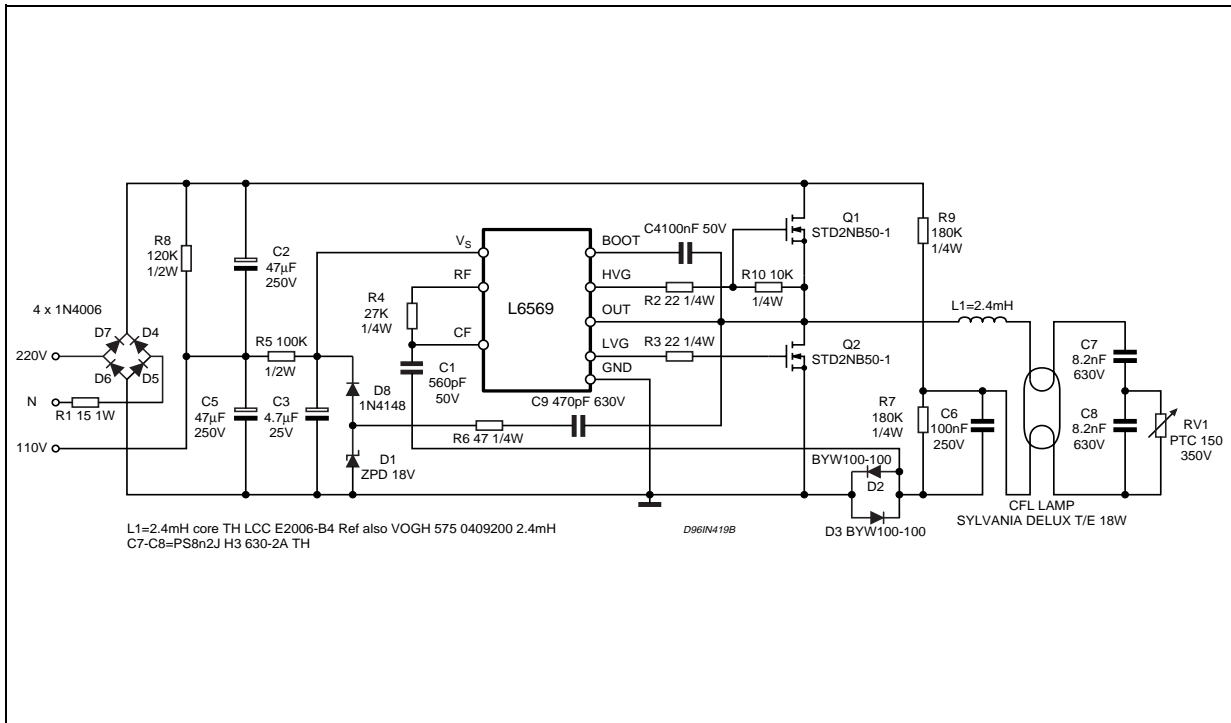 R8
120K
1/2W
C2
47µF
250V
4 x 1N4006
D7
D4
220V
D6
D5
N
R1 15 1W
110V
R5 100K
1/2W
C5
47µF
250V
C3
4.7µF
25V
VS
RF
CF
R4
27K
1/4W
C1
560pF
50V
D8
1N4148
D1
ZPD 18V
R6 47 1/4W
L6569
BOOT
HVG
OUT
LVG
GND
C4100nF 50V
R2 22 1/4W
R10 10K
1/4W
R3 22 1/4W
C9 470pF 630V
Q1
STD2NB50-1
Q2
STD2NB50-1
R9
180K
1/4W
L1=2.4mH
R7
180K
1/4W
C6
100nF
250V
C7
8.2nF
630V
C8
8.2nF
630V
RV1
PTC 150
350V
BYW100-100
D2
D3 BYW100-100
CFL LAMP
SYLVANIA DELUX T/E 18W
L1=2.4mH core TH LCC E2006-B4 Ref also VOGH 575 0409200 2.4mH
C7-C8=PS8n2J H3 630-2A TH
D96IN419B